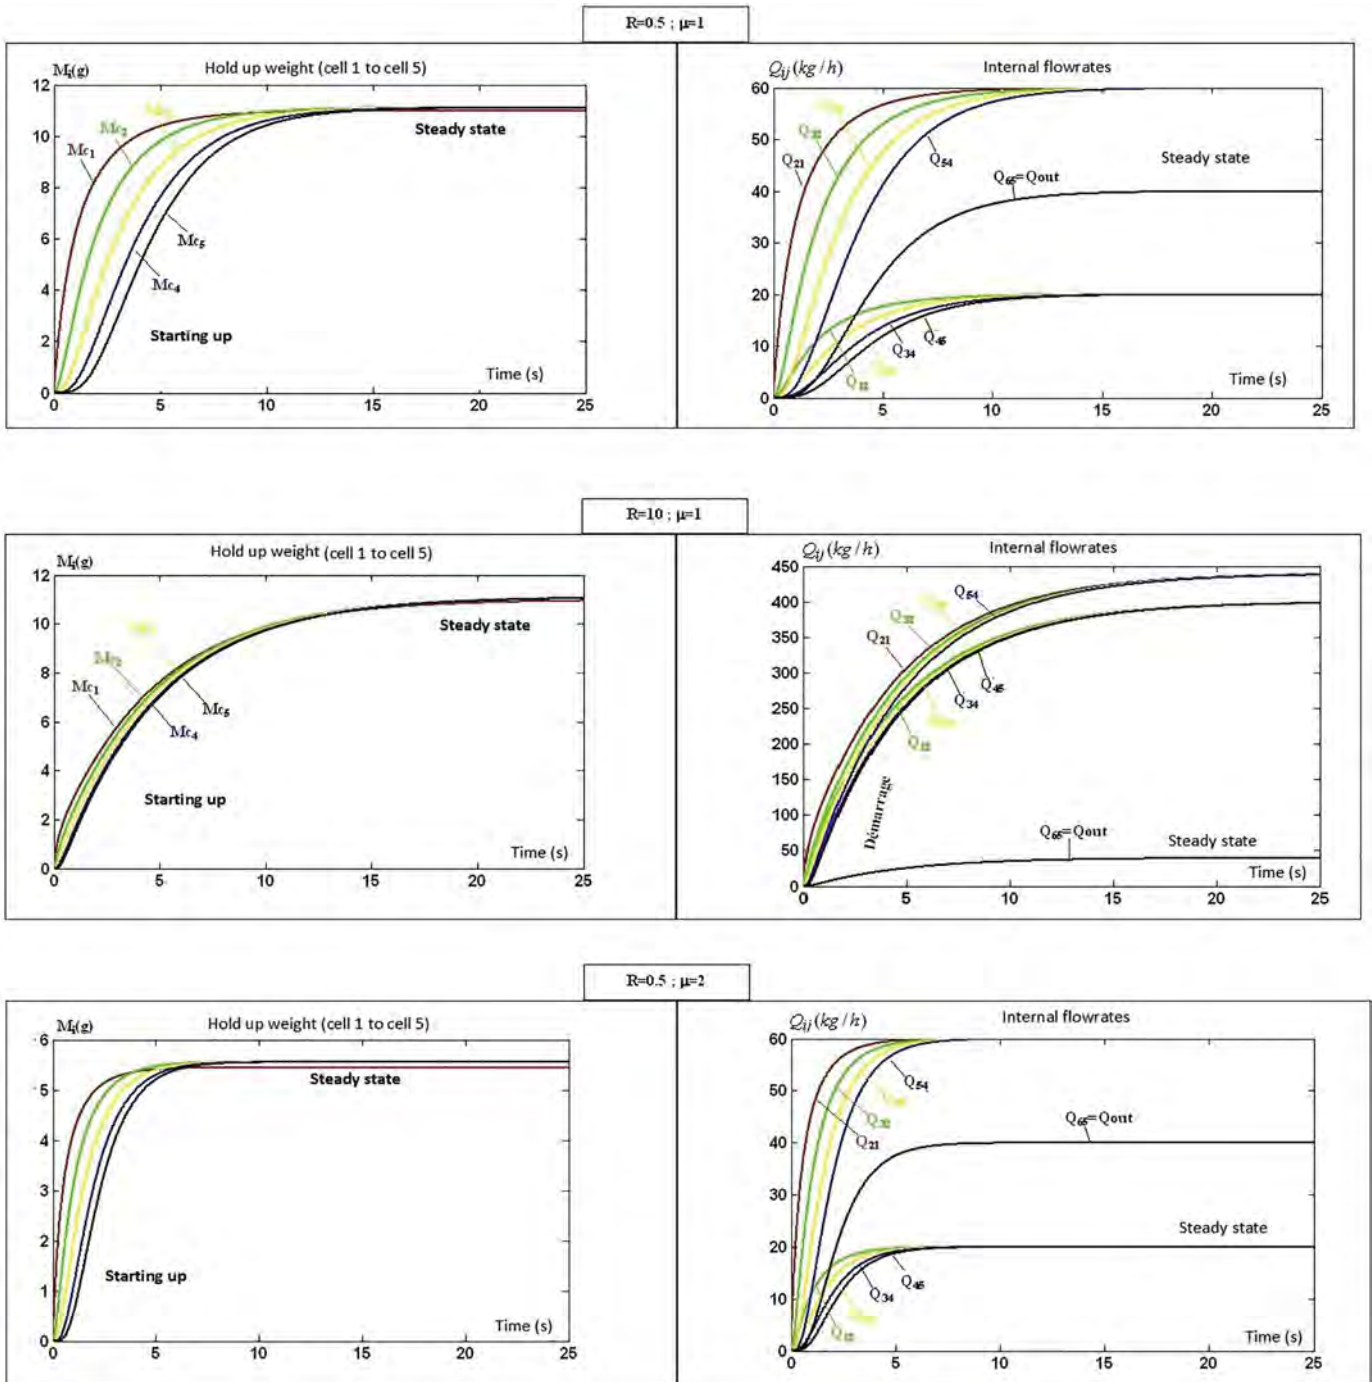 R=0.5 ; μ=1
Mi(g)
Hold up weight (cell 1 to cell 5)
12
10
8
6
4
2
0
Mc1
Mc2
Steady state
Mc5
Mc4
Starting up
Time (s)
0 5 10 15 20 25
Qij (kg / h)
Internal flowrates
60
50
40
30
20
10
0
Q32
Q21
Q54
Steady state
Q65=Qout
Q34
Q45
Q12
Time (s)
0 5 10 15 20 25
R=10 ; μ=1
Mi(g)
Hold up weight (cell 1 to cell 5)
12
10
8
6
4
2
0
Steady state
Mc2
Mc1
Mc5
Mc4
Starting up
Time (s)
0 5 10 15 20 25
Qij (kg / h)
Internal flowrates
450
400
350
300
250
200
150
100
50
0
Q54
Q32
Q21
Q45
Q34
Q12
Démarrage
Q65=Qout
Steady state
Time (s)
0 5 10 15 20 25
R=0.5 ; μ=2
Mi(g)
Hold up weight (cell 1 to cell 5)
6
5
4
3
2
1
0
Steady state
Starting up
Time (s)
0 5 10 15 20 25
Qij (kg / h)
Internal flowrates
60
50
40
30
20
10
0
Q54
Q32
Q21
Q65=Qout
Steady state
Q45
Q34
Q12
Time (s)
0 5 10 15 20 25